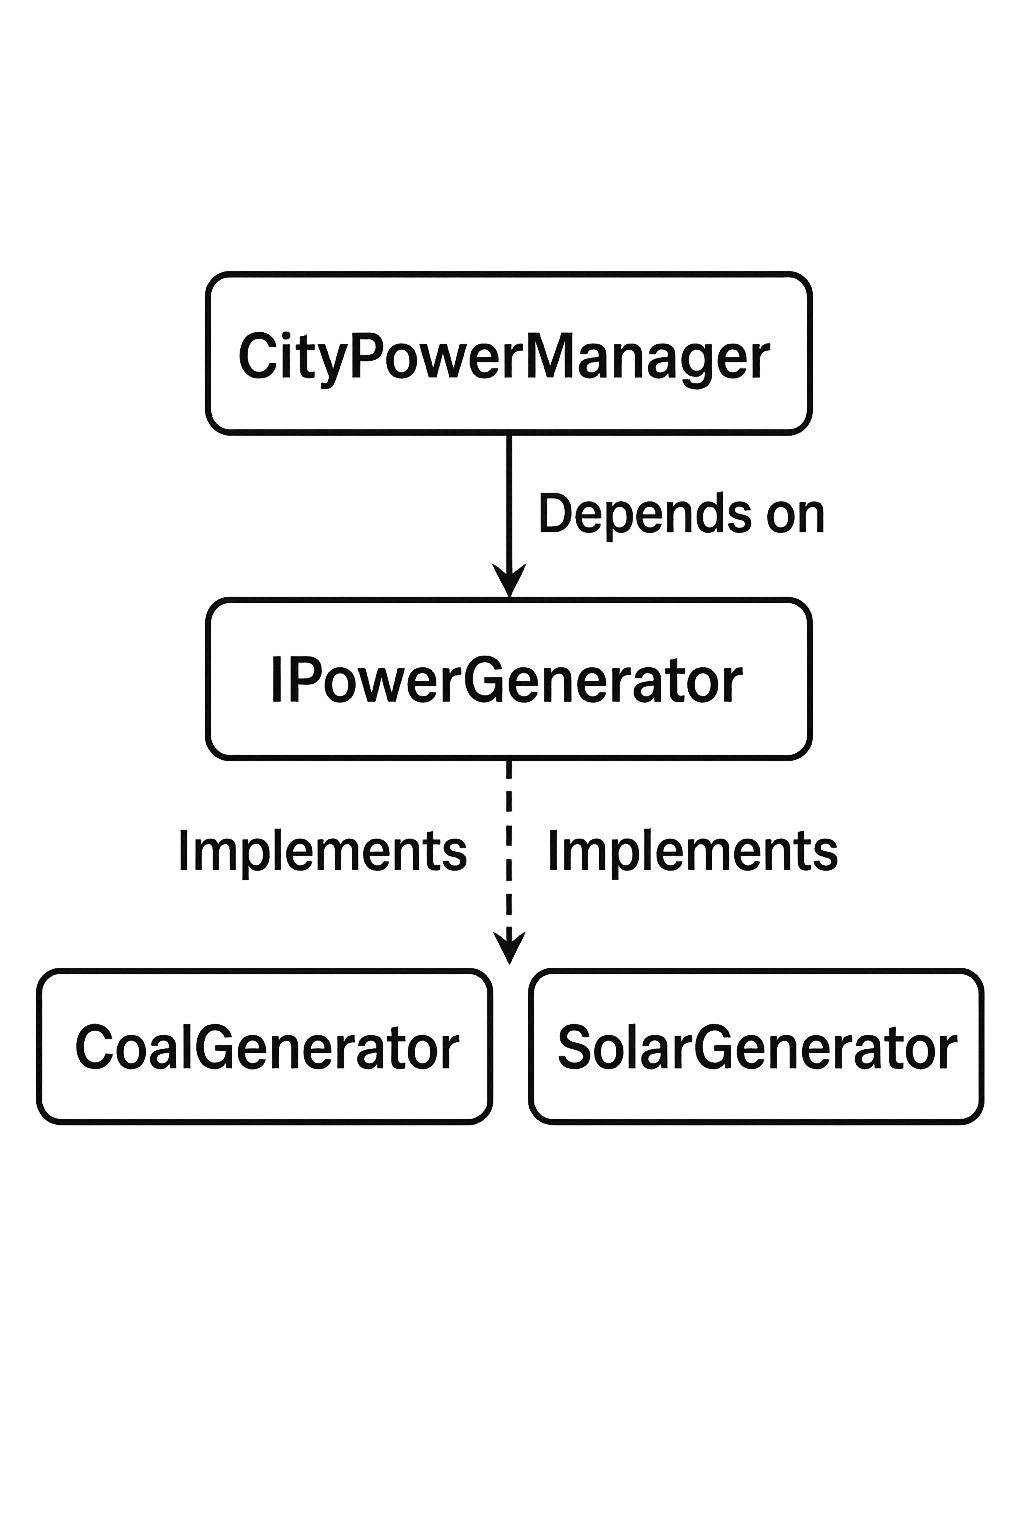 CityPowerManager
Depends on
IPowerGenerator
Implements
Implements
CoalGenerator
SolarGenerator